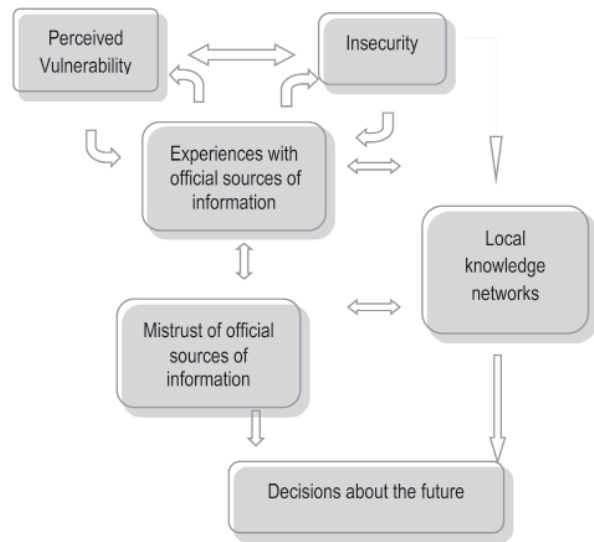 Perceived
Vulnerability
Insecurity
Experiences with
official sources of
information
Local
knowledge
networks
Mistrust of official
sources of
information
Decisions about the future